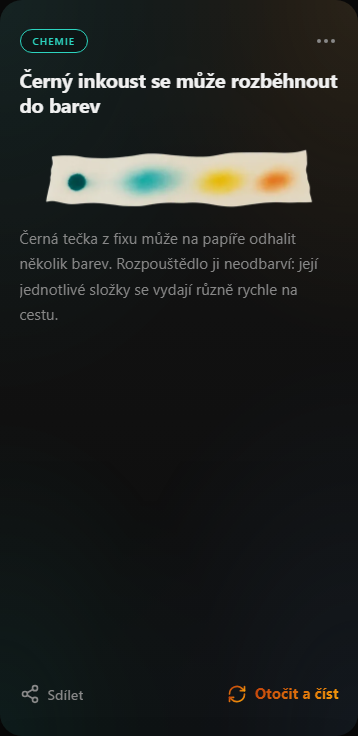 CHEMIE
Černý inkoust se může rozběhnout
do barev
Černá tečka z fixu může na papíře odhalit
několik barev. Rozpouštědlo ji neodbarví: její
jednotlivé složky se vydají různě rychle na
cestu.
Sdílet
Otočit a číst